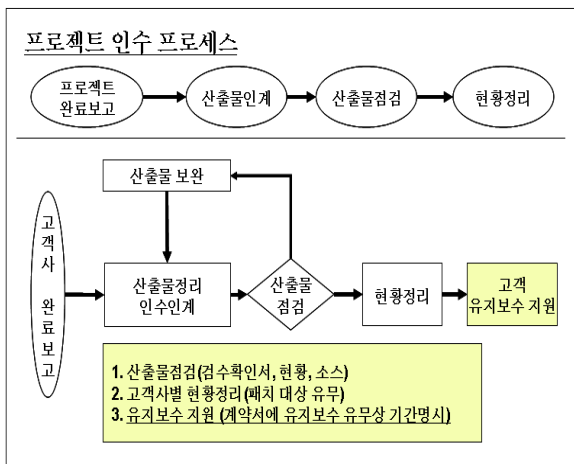 프로젝트 인수 프로세스
프로젝트
완료보고
산출물인계
산출물점검
현황정리
산출물 보완
고객사 완료보고
산출물정리
인수인계
산출물
점검
현황정리
고객
유지보수 지원
1. 산출물점검(검수확인서, 현황, 소스)
2. 고객사별 현황정리(패치 대상 유무)
3. 유지보수 지원 (계약서에 유지보수 유무상 기간명시)